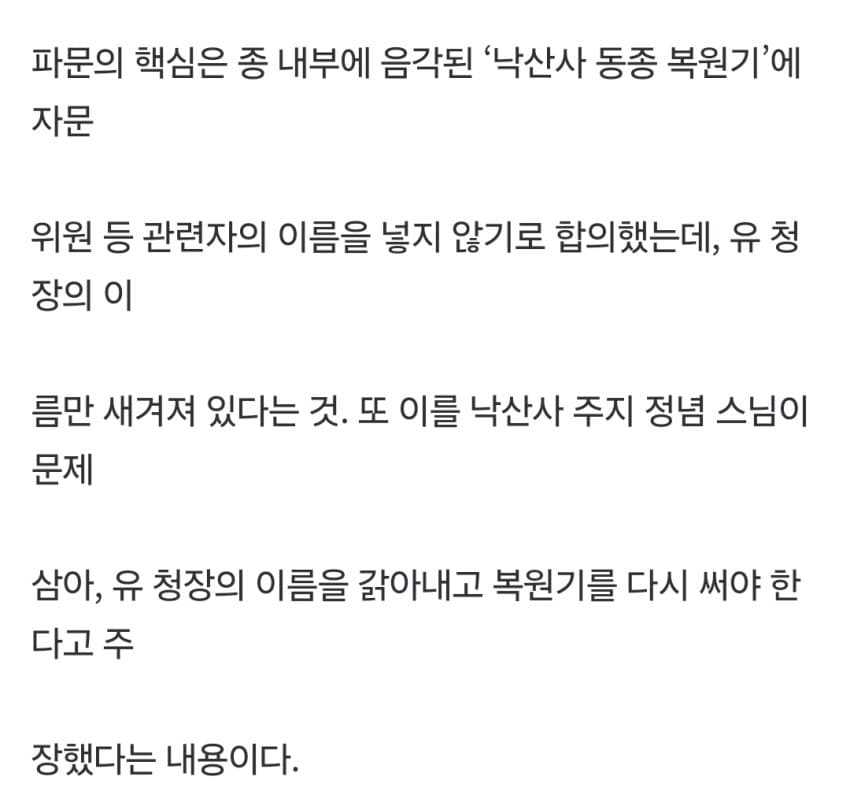 파문의 핵심은 종 내부에 음각된 ‘낙산사 동종 복원기’에
자문
위원 등 관련자의 이름을 넣지 않기로 합의했는데, 유 청
장의 이
름만 새겨져 있다는 것. 또 이를 낙산사 주지 정념 스님이
문제
삼아, 유 청장의 이름을 갉아내고 복원기를 다시 써야 한
다고 주
장했다는 내용이다.